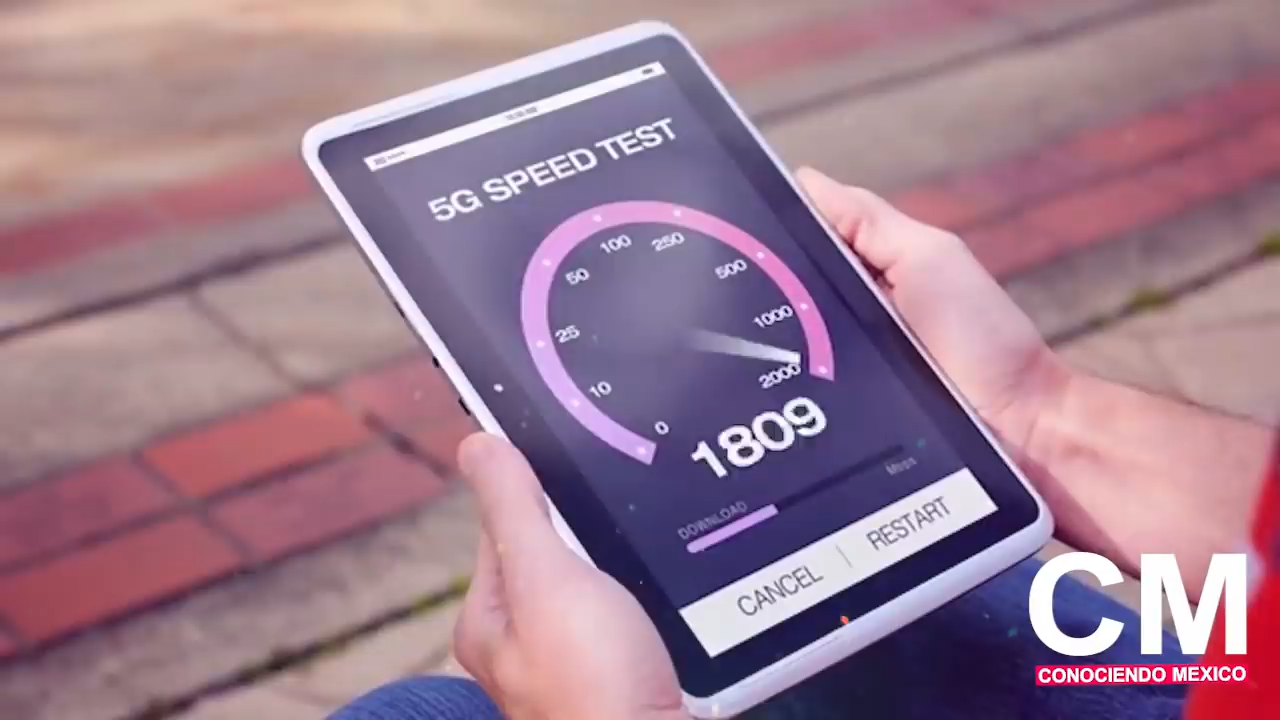 5G SPEED TEST
0
10
25
50
100
250
500
1000
2000
1809
Mbps
DOWNLOAD
CANCEL
RESTART
CM
CONOCIENDO MEXICO